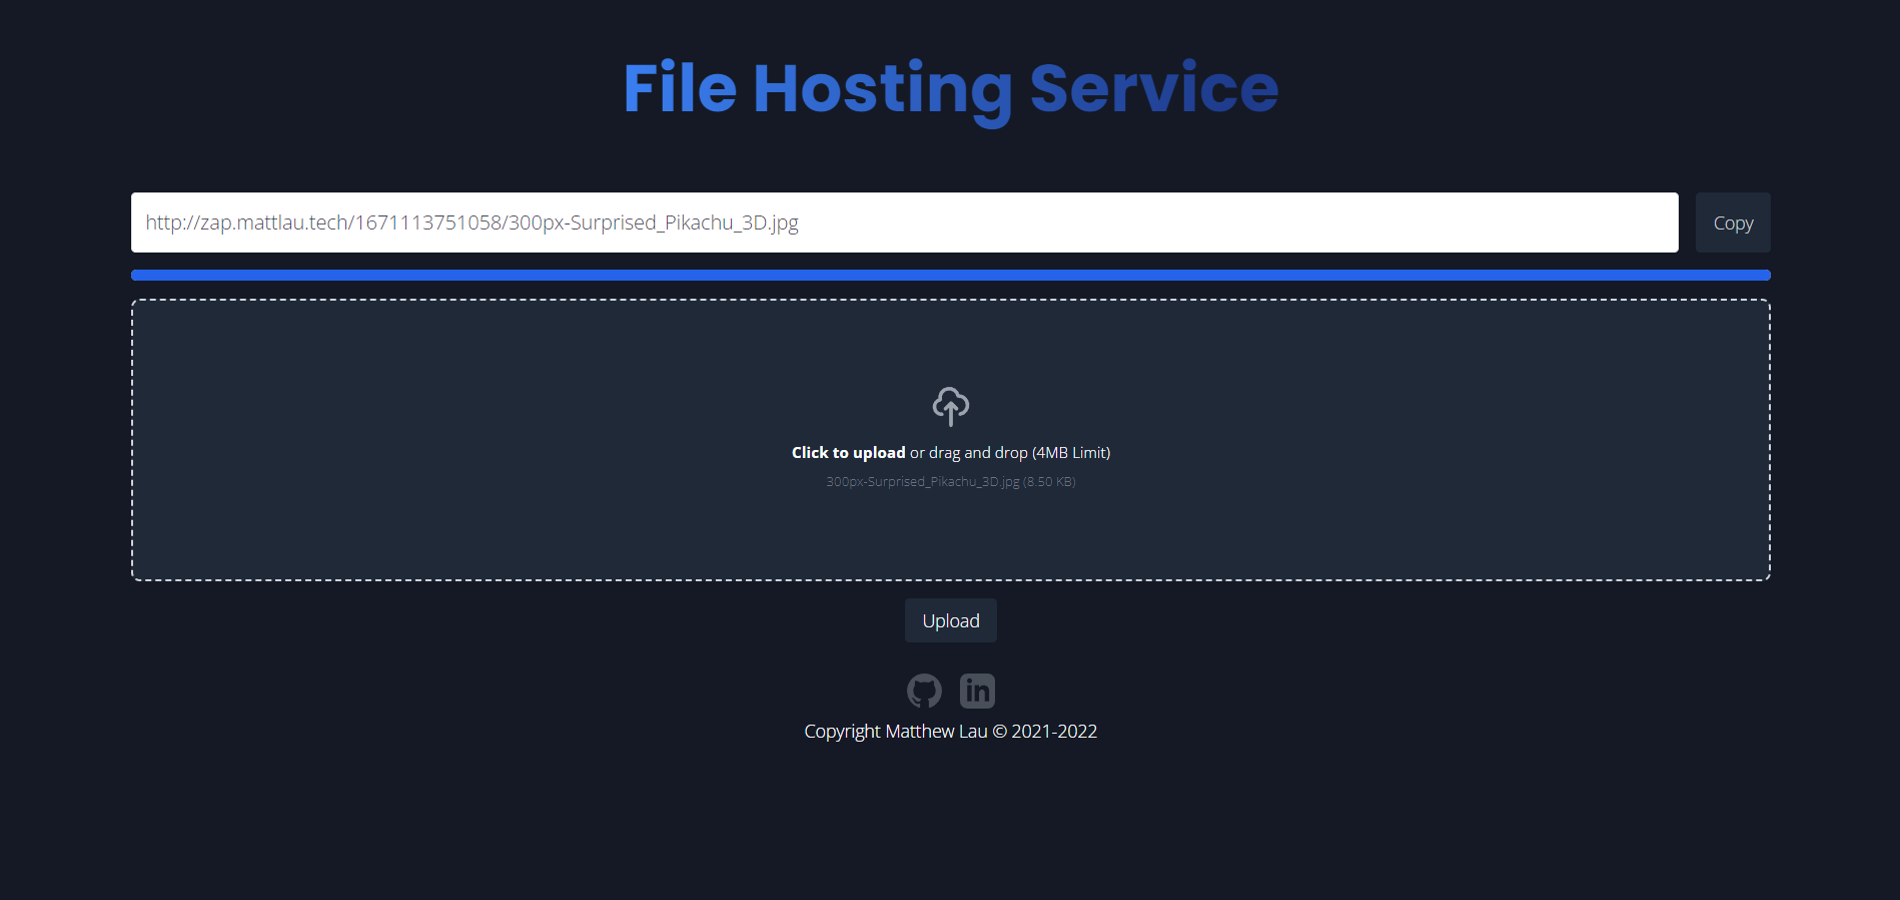 File Hosting Service
http://zap.mattlau.tech/1671113751058/300px-Surprised_Pikachu_3D.jpg
Copy
Click to upload or drag and drop (4MB Limit)
300px-Surprised_Pikachu_3D.jpg (8.50 KB)
Upload
in
Copyright Matthew Lau © 2021-2022